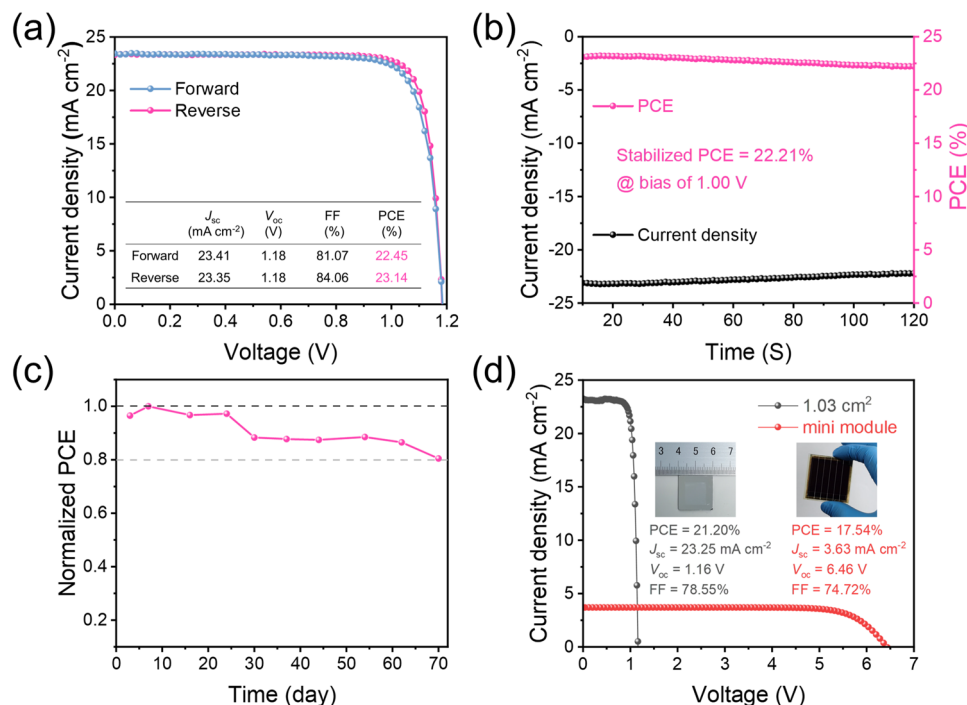 (a)
25
20
15
10
5
0
Current density (mA cm-2)
Forward
Reverse
Jsc (mA cm-2) Voc (V) FF (%) PCE (%)
Forward 23.41 1.18 81.07 22.45
Reverse 23.35 1.18 84.06 23.14
0.0 0.2 0.4 0.6 0.8 1.0 1.2
Voltage (V)
(b)
0
-5
-10
-15
-20
-25
Current density (mA cm-2)
PCE
Stabilized PCE = 22.21%
@ bias of 1.00 V
Current density
25
20
15
10
5
0
PCE (%)
20 40 60 80 100 120
Time (S)
(c)
1.0
0.8
0.6
0.4
0.2
Normalized PCE
0 10 20 30 40 50 60 70
Time (day)
(d)
25
20
15
10
5
0
Current density (mA cm-2)
1.03 cm2
mini module
3 4 5 6 7
PCE = 21.20%
Jsc = 23.25 mA cm-2
Voc = 1.16 V
FF = 78.55%
PCE = 17.54%
Jsc = 3.63 mA cm-2
Voc = 6.46 V
FF = 74.72%
0 1 2 3 4 5 6 7
Voltage (V)